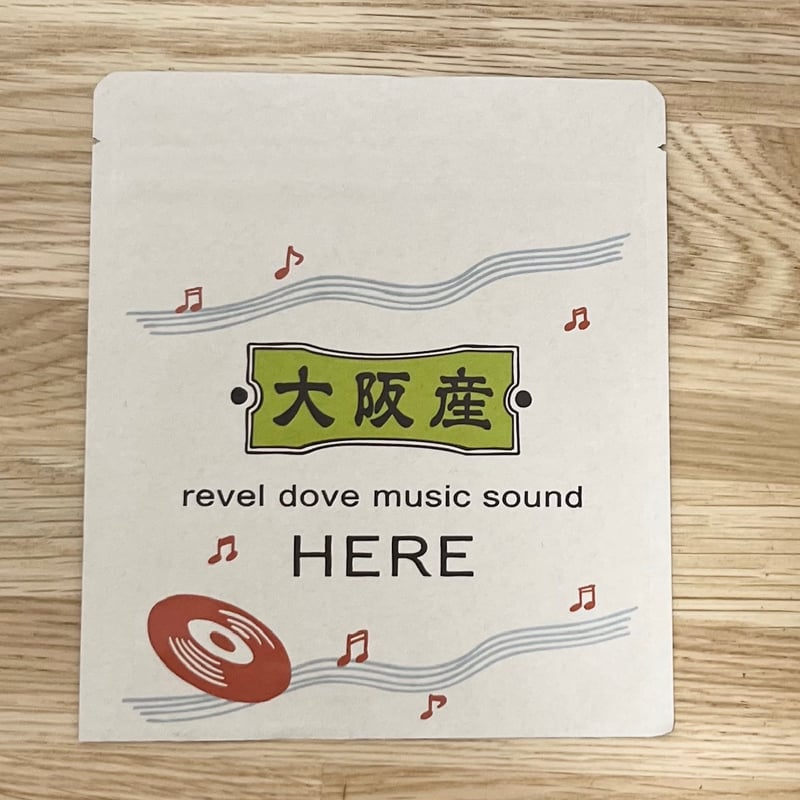 大阪産
revel dove music sound
HERE